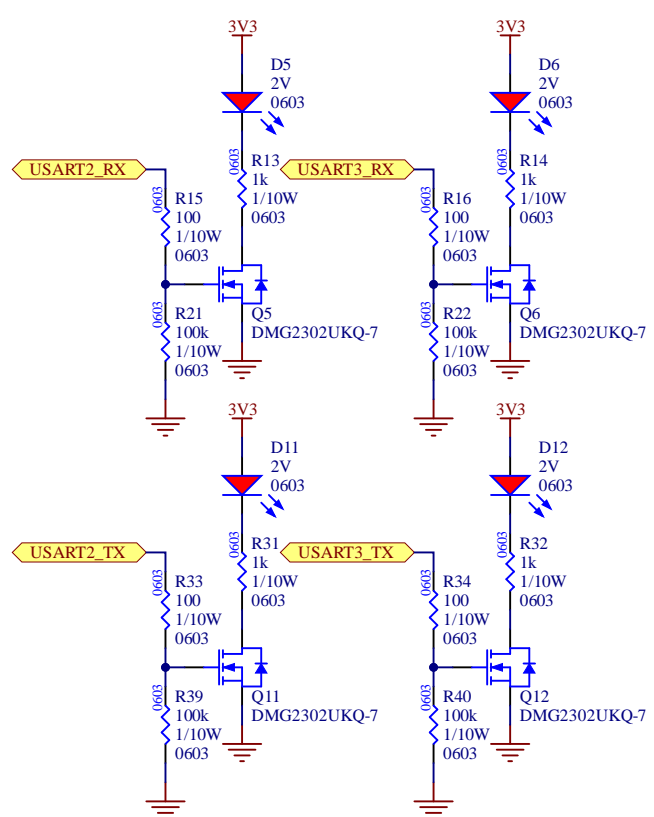 3V3
D5
2V
0603
0603
R13
1k
1/10W
0603
USART2_RX
0603
R15
100
1/10W
0603
Q5
DMG2302UKQ-7
0603
R21
100k
1/10W
0603
3V3
D6
2V
0603
0603
R14
1k
1/10W
0603
USART3_RX
0603
R16
100
1/10W
0603
Q6
DMG2302UKQ-7
0603
R22
100k
1/10W
0603
3V3
D11
2V
0603
0603
R31
1k
1/10W
0603
USART2_TX
0603
R33
100
1/10W
0603
Q11
DMG2302UKQ-7
0603
R39
100k
1/10W
0603
3V3
D12
2V
0603
0603
R32
1k
1/10W
0603
USART3_TX
0603
R34
100
1/10W
0603
Q12
DMG2302UKQ-7
0603
R40
100k
1/10W
0603